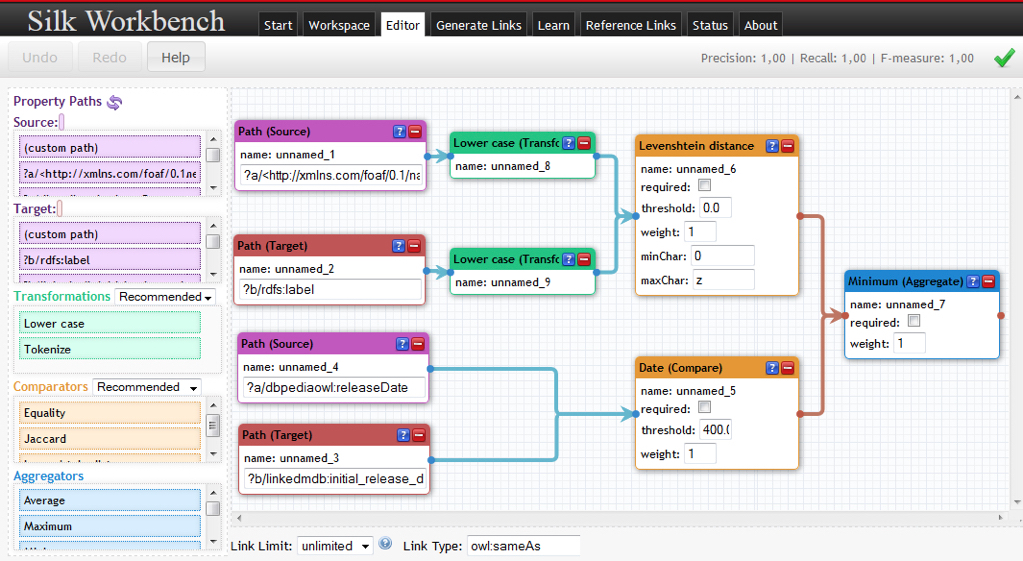 Silk Workbench
Start Workspace Editor Generate Links Learn Reference Links Status About
Undo Redo Help
Precision: 1,00 | Recall: 1,00 | F-measure: 1,00
Property Paths
Source:
(custom path)
?a/<http://xmlns.com/foaf/0.1/ne
Target:
(custom path)
?b/rdfs:label
Transformations Recommended
Lower case
Tokenize
Comparators Recommended
Equality
Jaccard
Aggregators
Average
Maximum
Path (Source) ? 
name: unnamed_1
?a/<http://xmlns.com/foaf/0.1/na
Path (Target) ?
name: unnamed_2
?b/rdfs:label
Path (Source) ?
name: unnamed_4
?a/dbpediaowl:releaseDate
Path (Target) ?
name: unnamed_3
?b/linkedmdb:initial_release_d
Lower case (Transfo ?
name: unnamed_8
Lower case (Transfo ?
name: unnamed_9
Levenshtein distance ?
name: unnamed_6
required:
threshold: 0.0
weight: 1
minChar: 0
maxChar: z
Date (Compare) ?
name: unnamed_5
required:
threshold: 400.0
weight: 1
Minimum (Aggregate) ?
name: unnamed_7
required:
weight: 1
Link Limit: unlimited ? Link Type: owl:sameAs